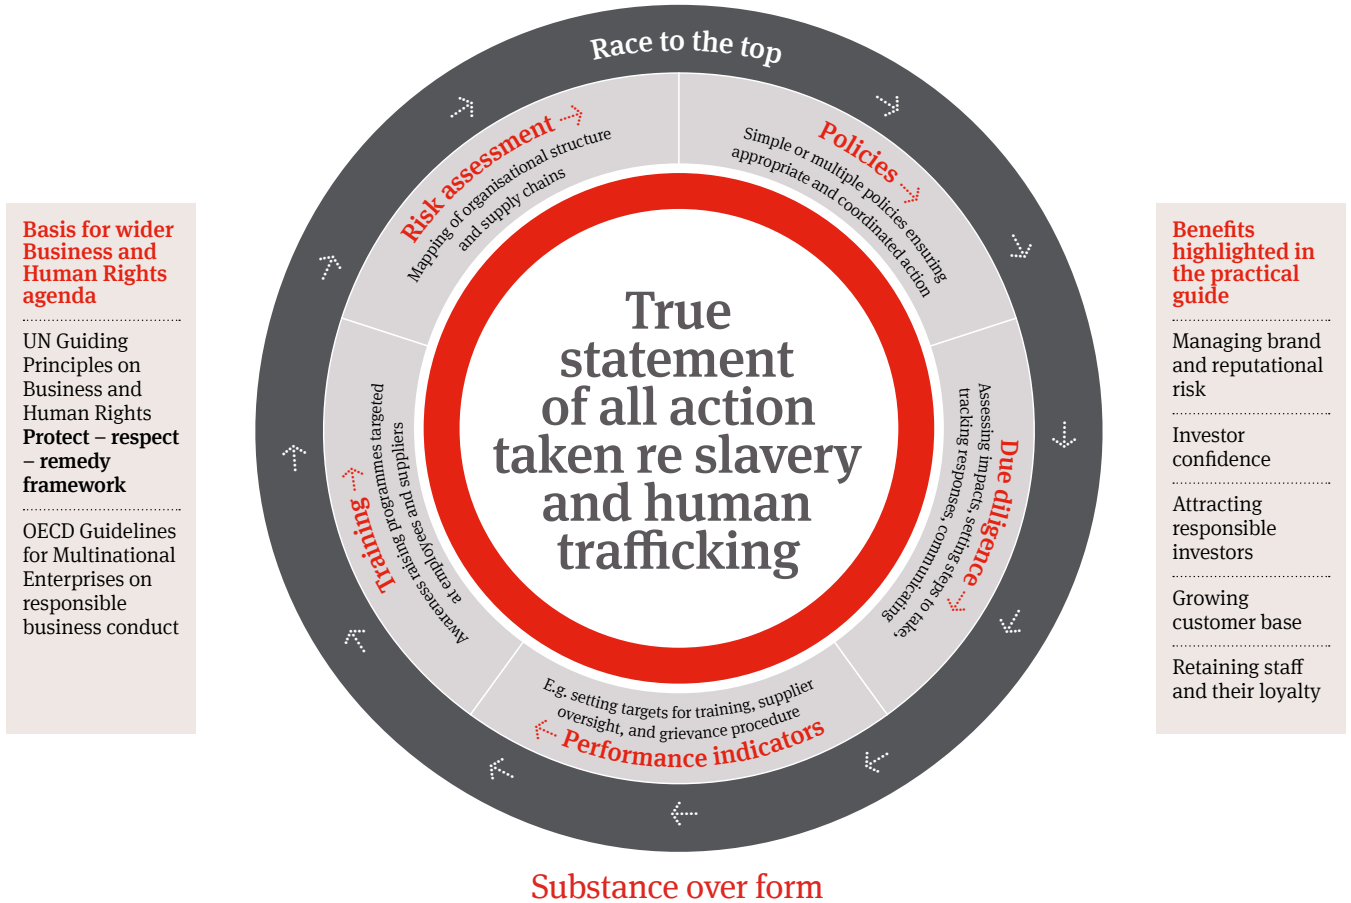 Race to the top
Risk assessment
Mapping of organisational structure
and supply chains
Policies
Simple or multiple policies ensuring
appropriate and coordinated action
Due diligence
Assessing impacts, setting steps to take,
tracking responses, communicating
E.g. setting targets for training, supplier
oversight, and grievance procedure
Performance indicators
Training
Awareness raising programmes targeted
at employees and suppliers
True
statement
of all action
taken re slavery
and human
trafficking
Basis for wider
Business and
Human Rights
agenda
UN Guiding
Principles on
Business and
Human Rights
Protect – respect
– remedy
framework
OECD Guidelines
for Multinational
Enterprises on
responsible
business conduct
Benefits
highlighted in
the practical
guide
Managing brand
and reputational
risk
Investor
confidence
Attracting
responsible
investors
Growing
customer base
Retaining staff
and their loyalty
Substance over form